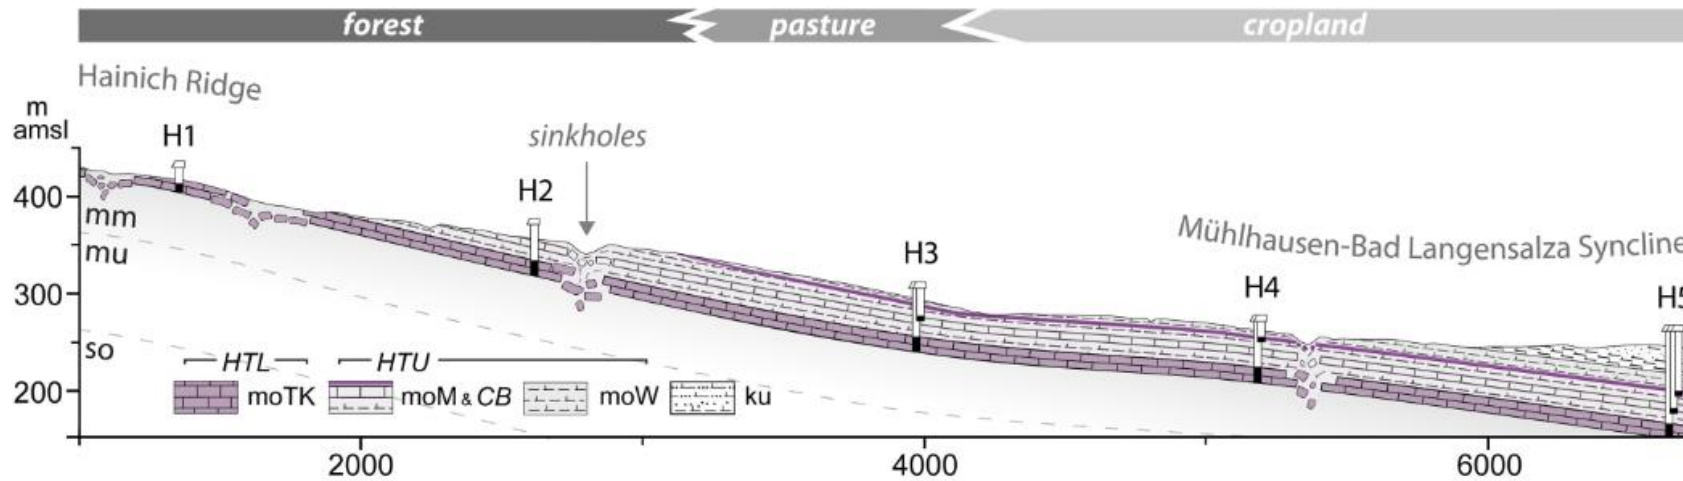 forest pasture cropland
Hainich Ridge
m
amsl
H1
sinkholes
H2
400
mm
Mühlhausen-Bad Langensalza Syncline
mu
H3
H4
300
H5
so
HTL HTU
200
moTK moM & CB moW ku
2000 4000 6000